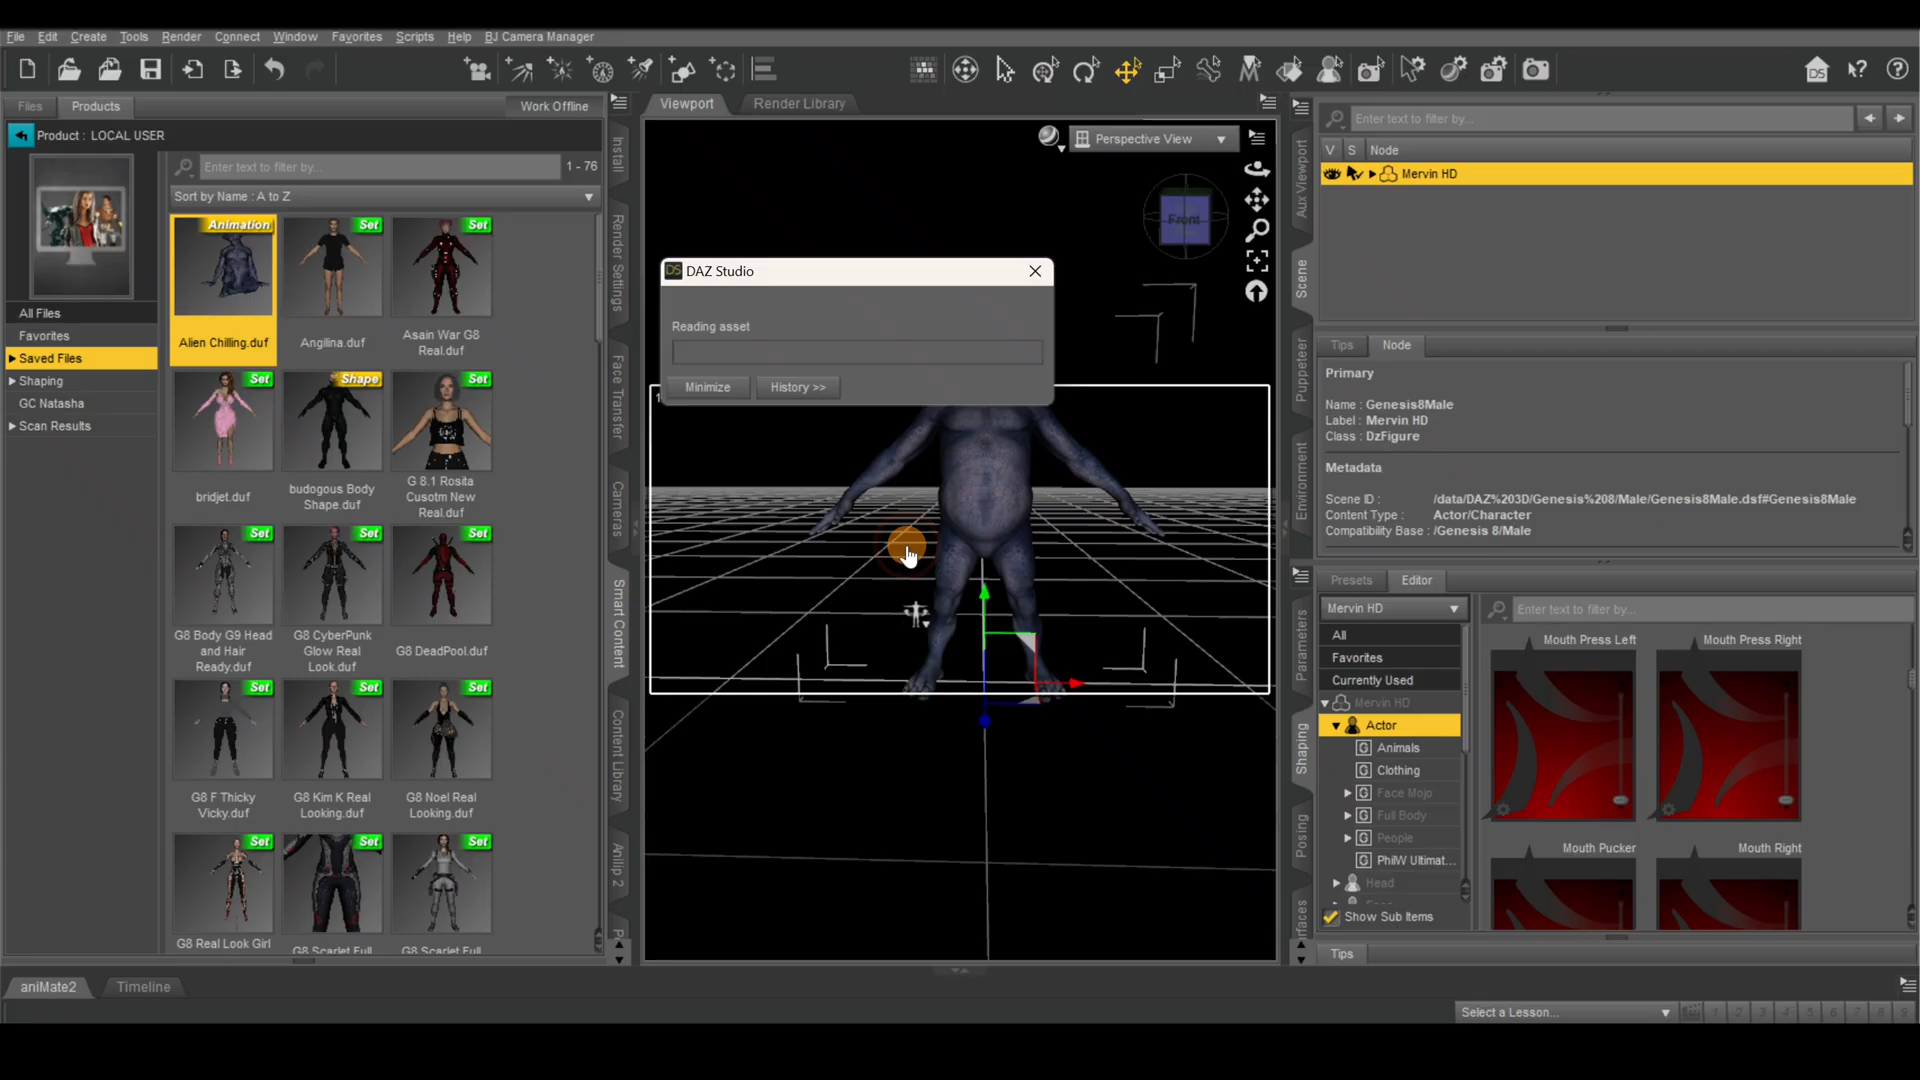 File Edit Create Tools Render Connect Window Favorites Scripts Help BJ Camera Manager
Files Products Work Offline
Product : LOCAL USER
Enter text to filter by... 1 - 76
Sort by Name : A to Z
All Files
Favorites
Saved Files
Shaping
GC Natasha
Scan Results
Animation
Alien Chilling.duf
Set
Angilina.duf
Set
Asain War G8
Real.duf
Set
bridjet.duf
Shape
budogous Body
Shape.duf
Set
G 8.1 Rosita
Cusotm New
Real.duf
Set
G8 Body G9 Head
and Hair
Ready.duf
Set
G8 CyberPunk
Glow Real
Look.duf
Set
G8 DeadPool.duf
Set
G8 F Thicky
Vicky.duf
Set
G8 Kim K Real
Looking.duf
Set
G8 Noel Real
Looking.duf
Set
G8 Real Look Girl
Set
G8 Scarlet Full
Set
G8 Scarlet Full
Install
Render Settings
Face Transfer
Cameras
Smart Content
Content Library
Anilip 2
Viewport Render Library
Perspective View
Front
DAZ Studio
Reading asset
Minimize History >>
Aux Viewport
Scene
Puppeteer
Environment
Enter text to filter by...
V S Node
Mervin HD
Tips Node
Primary
Name : Genesis8Male
Label : Mervin HD
Class : DzFigure
Metadata
Scene ID : /data/DAZ%203D/Genesis%208/Male/Genesis8Male.dsf#Genesis8Male
Content Type : Actor/Character
Compatibility Base : /Genesis 8/Male
Presets Editor
Parameters
Shaping
Posing
Mervin HD
Enter text to filter by...
All
Favorites
Currently Used
Mervin HD
Actor
Animals
Clothing
Face Mojo
Full Body
People
PhilW Ultimat...
Head
Show Sub Items
Mouth Press Left
Mouth Press Right
Mouth Pucker
Mouth Right
Tips
aniMate2 Timeline
Select a Lesson... 1 2 3 4 5 6 7 8 9